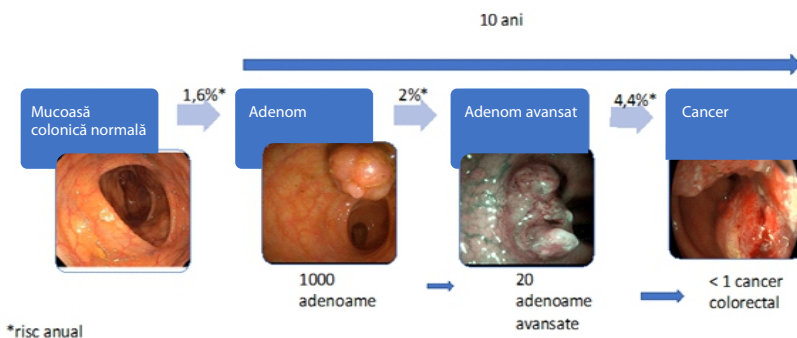 10 ani
1,6%*
2%*
4,4%*
Mucoasă
colonică normală
Adenom
Adenom avansat
Cancer
1000
adenoame
20
adenoame
avansate
< 1 cancer
colorectal
*risc anual